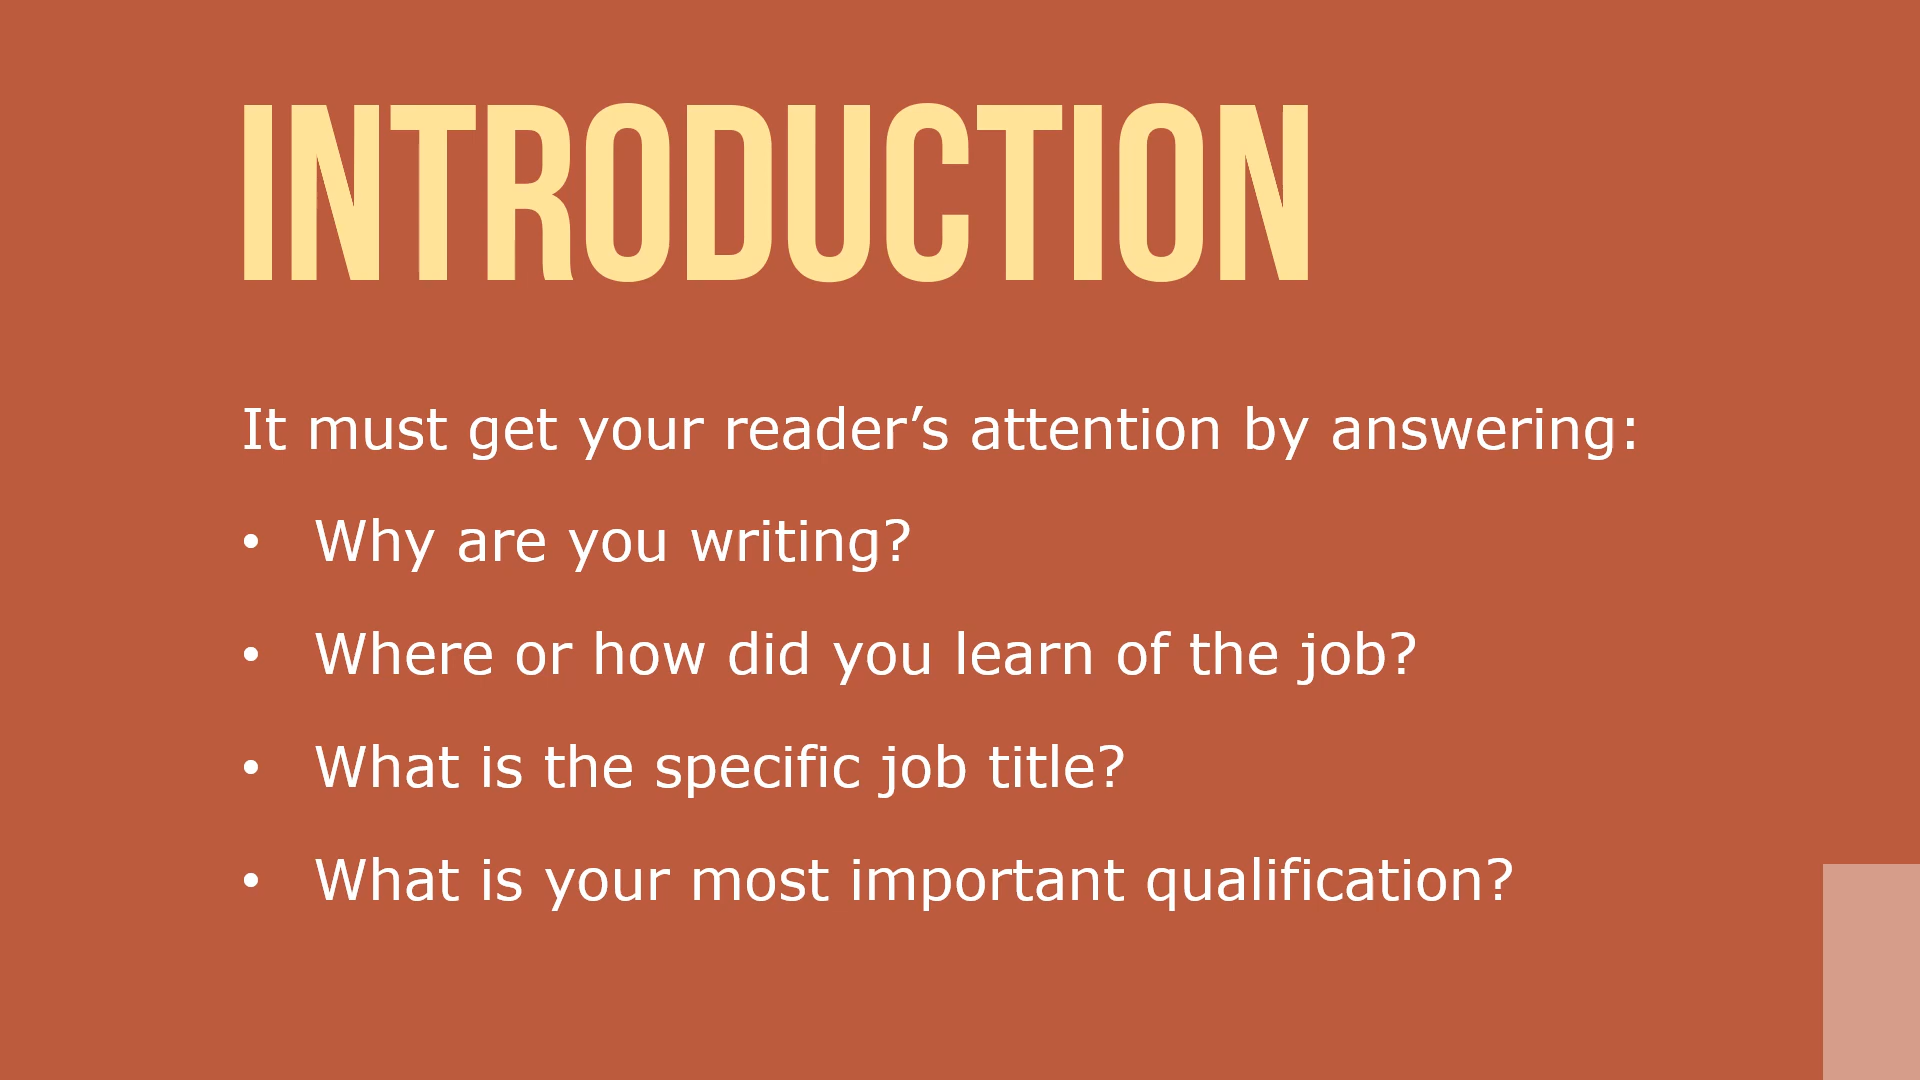 INTRODUCTION
It must get your reader’s attention by answering:
• Why are you writing?
• Where or how did you learn of the job?
• What is the specific job title?
• What is your most important qualification?